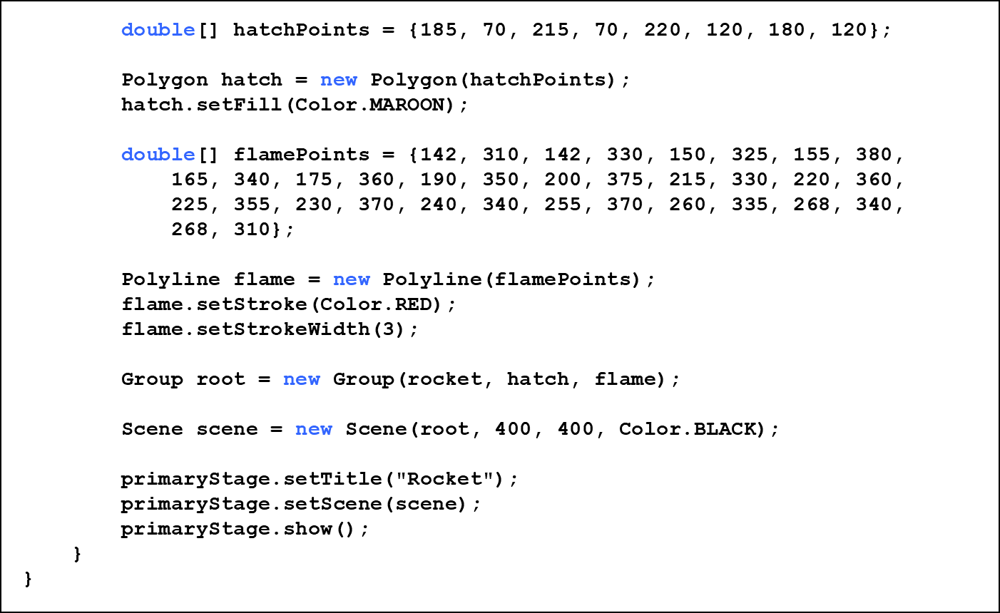 double[] hatchPoints = {185, 70, 215, 70, 220, 120, 180, 120};
Polygon hatch = new Polygon(hatchPoints);
hatch.setFill(Color.MAROON);
double[] flamePoints = {142, 310, 142, 330, 150, 325, 155, 380,
165, 340, 175, 360, 190, 350, 200, 375, 215, 330, 220, 360,
225, 355, 230, 370, 240, 340, 255, 370, 260, 335, 268, 340,
268, 310};
Polyline flame = new Polyline(flamePoints);
flame.setStroke(Color.RED);
flame.setStrokeWidth(3);
Group root = new Group(rocket, hatch, flame);
Scene scene = new Scene(root, 400, 400, Color.BLACK);
primaryStage.setTitle("Rocket");
primaryStage.setScene(scene);
primaryStage.show();
}
}